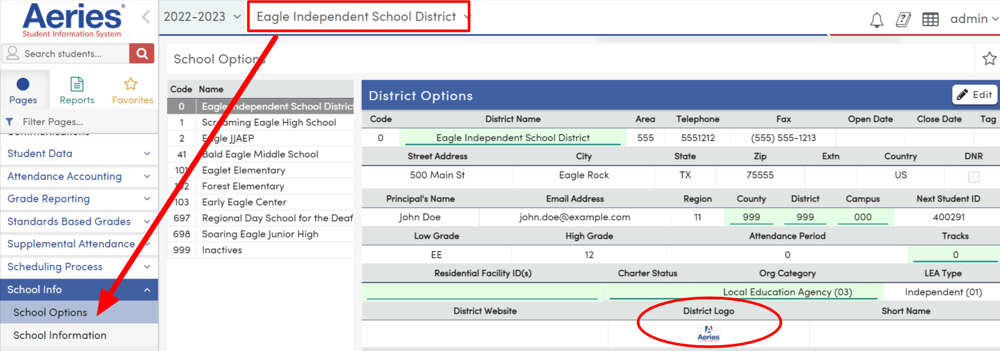 Aeries®
Student Information System
2022-2023
Eagle Independent School District
admin
Search students...
School Options
Pages
Reports
Favorites
Filter Pages...
Communications
Student Data
Attendance Accounting
Grade Reporting
Standards Based Grades
Supplemental Attendance
Scheduling Process
School Info
School Options
School Information
Code Name
0 Eagle Independent School District
1 Screaming Eagle High School
2 Eagle JJAEP
41 Bald Eagle Middle School
101 Eaglet Elementary
102 Forest Elementary
103 Early Eagle Center
697 Regional Day School for the Deaf
698 Soaring Eagle Junior High
999 Inactives
District Options
Edit
Code District Name Area Telephone Fax Open Date Close Date Tag
0 Eagle Independent School District 555 5551212 (555) 555-1213
Street Address City State Zip Extn Country DNR
500 Main St Eagle Rock TX 75555 US
Principal's Name Email Address Region County District Campus Next Student ID
John Doe john.doe@example.com 11 999 999 000 400291
Low Grade High Grade Attendance Period Tracks
EE 12 0 0
Residential Facility ID(s) Charter Status Org Category LEA Type
Local Education Agency (03) Independent (01)
District Website District Logo Short Name
A
Aeries